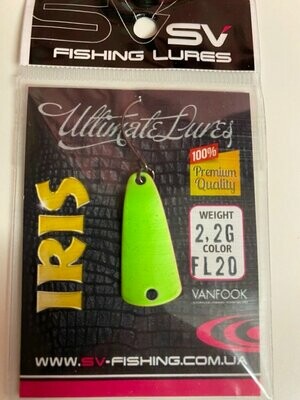 SV
FISHING LURES
Ultimate Lures
100%
Premium
Quality
IRIS
WEIGHT
2,2G
COLOR
FL20
VANFOOK
WWW.SV-FISHING.COM.UA